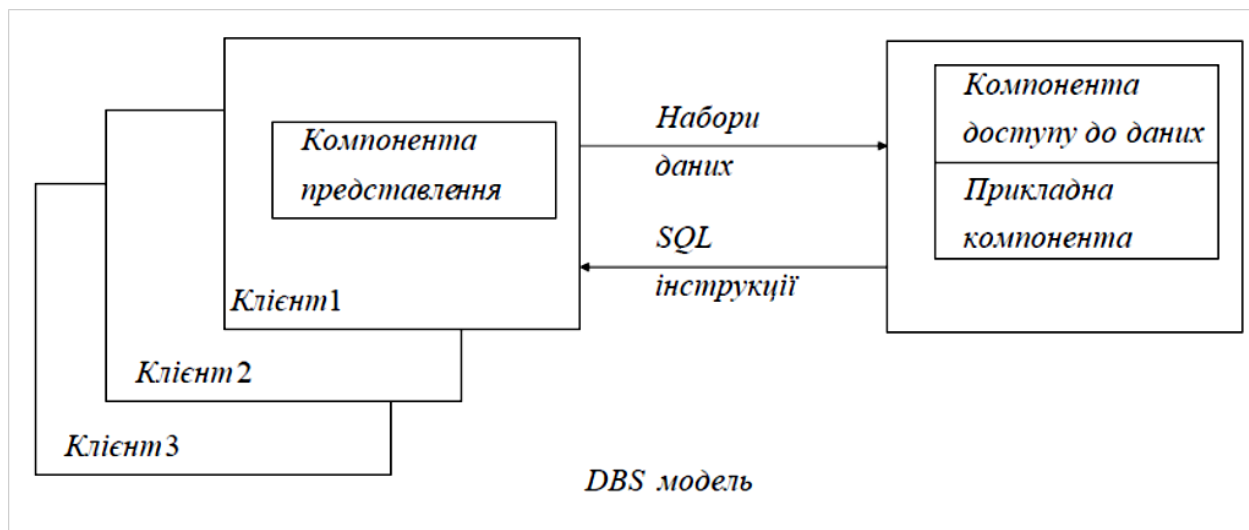 Компонента
представлення
Клієнт1
Клієнт2
Клієнт3
Набори
даних
SQL
інструкції
Компонента
доступу до даних
Прикладна
компонента
DBS модель